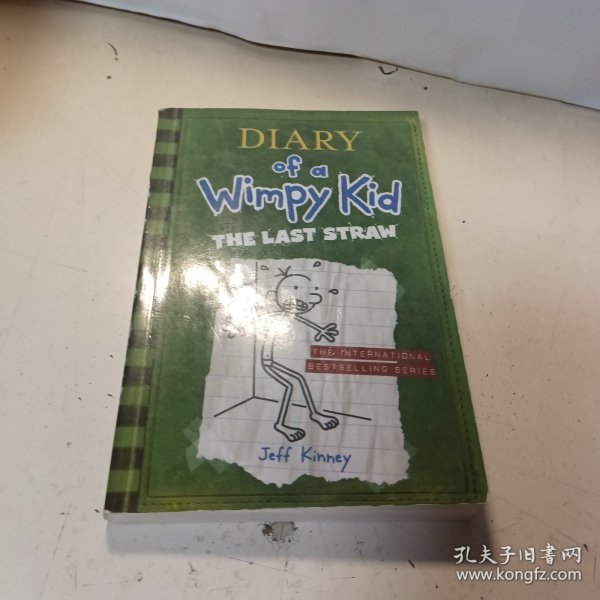 DIARY
of a
Wimpy Kid
THE LAST STRAW
THE INTERNATIONAL
BESTSELLING SERIES
Jeff Kinney
孔夫子旧书网
www.kongfz.com